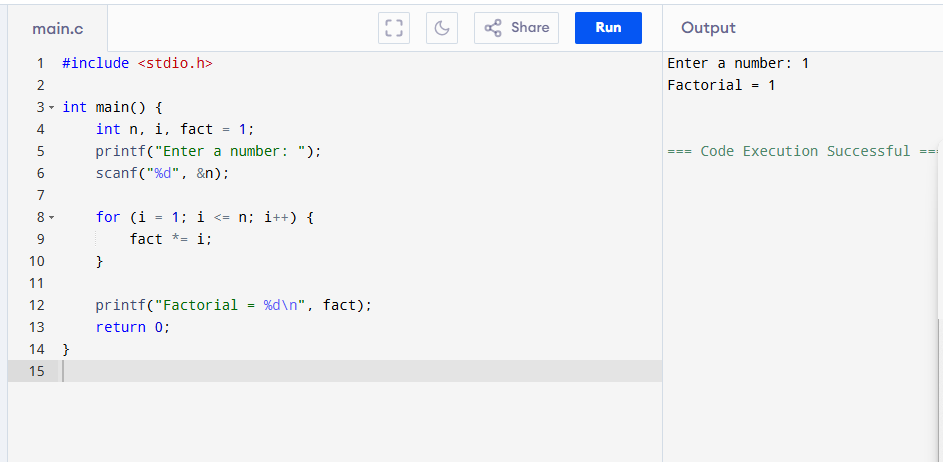 main.c Share Run Output
1 #include <stdio.h>
2
3 int main() {
4     int n, i, fact = 1;
5     printf("Enter a number: ");
6     scanf("%d", &n);
7
8     for (i = 1; i <= n; i++) {
9         fact *= i;
10     }
11
12     printf("Factorial = %d\n", fact);
13     return 0;
14 }
15
Enter a number: 1
Factorial = 1
=== Code Execution Successful ===